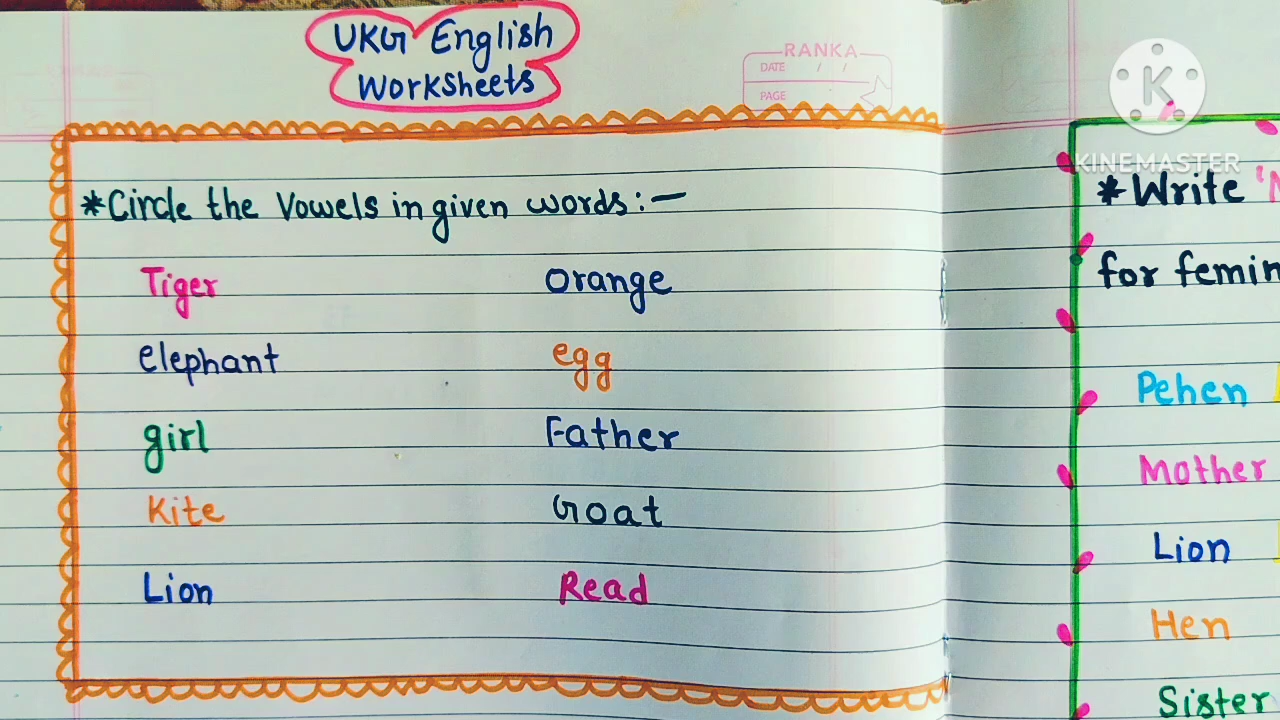 UKG English
Worksheets
RANKA
DATE / /
PAGE
K
KINEMASTER
*Circle the Vowels in given words:-
Tiger Orange
elephant egg
girl Father
Kite Goat
Lion Read
*Write 'M
for femin
Pehen
Mother
Lion
Hen
Sister